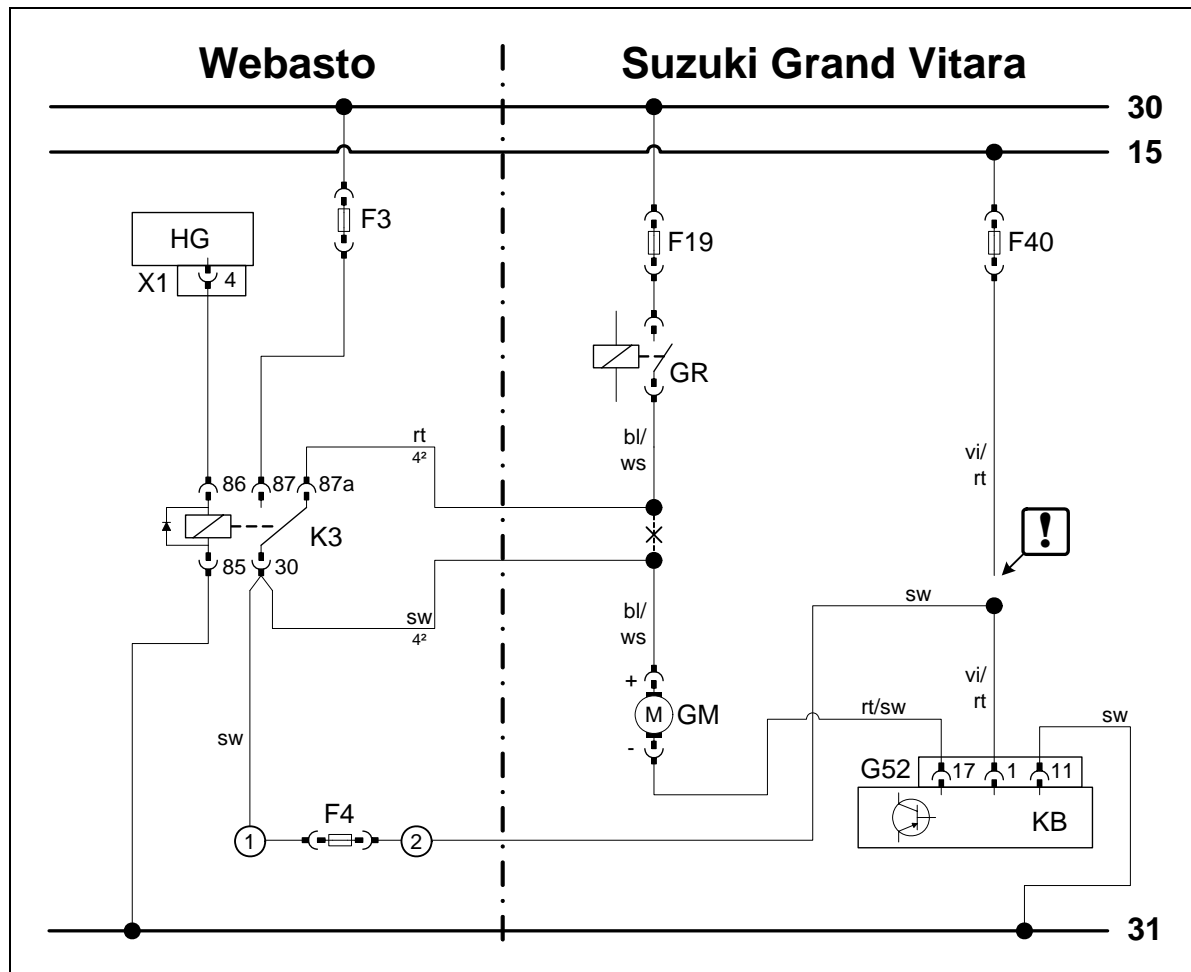 Webasto
Suzuki Grand Vitara
30
15
F3
F19
F40
HG
X1
4
GR
rt
4²
bl/
ws
vi/
rt
86
87
87a
K3
!
85
30
sw
4²
sw
bl/
ws
vi/
rt
+
M
GM
-
rt/sw
sw
sw
G52
17
1
11
F4
KB
1
2
31